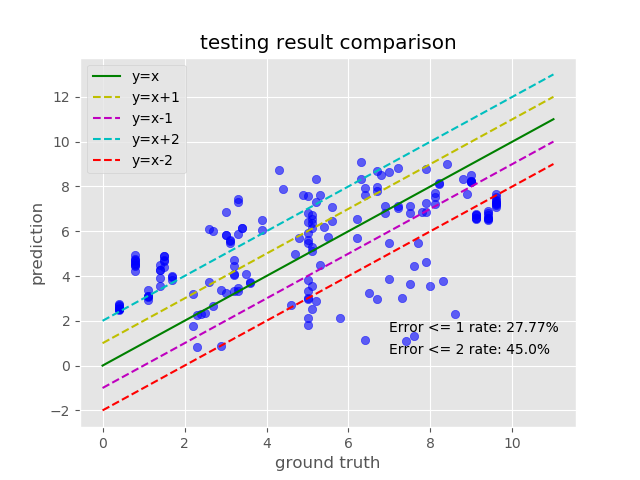 testing result comparison
y=x
y=x+1
y=x-1
y=x+2
y=x-2
12
10
8
6
4
2
0
−2
prediction
Error <= 1 rate: 27.77%
Error <= 2 rate: 45.0%
0 2 4 6 8 10
ground truth